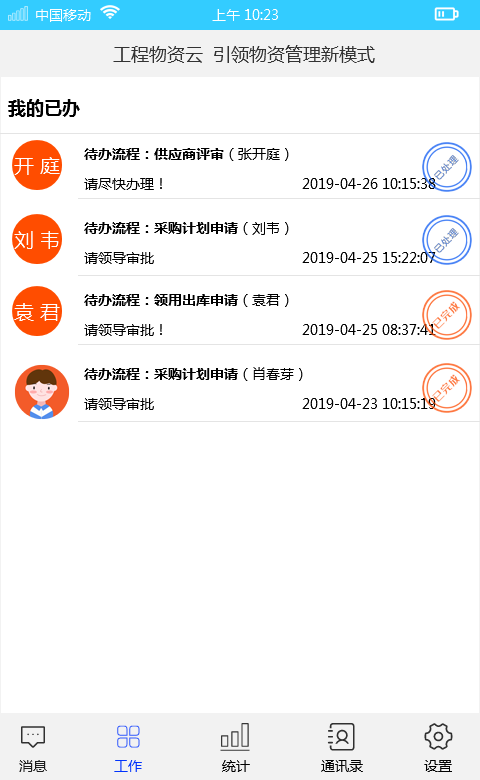 中国移动 上午 10:23
工程物资云 引领物资管理新模式
我的已办
开 庭
待办流程：供应商评审（张开庭）
请尽快办理！ 2019-04-26 10:15:38
已处理
刘 韦
待办流程：采购计划申请（刘韦）
请领导审批 2019-04-25 15:22:07
已处理
袁 君
待办流程：领用出库申请（袁君）
请领导审批！ 2019-04-25 08:37:41
已完成
待办流程：采购计划申请（肖春芽）
请领导审批 2019-04-23 10:15:19
已完成
消息 工作 统计 通讯录 设置